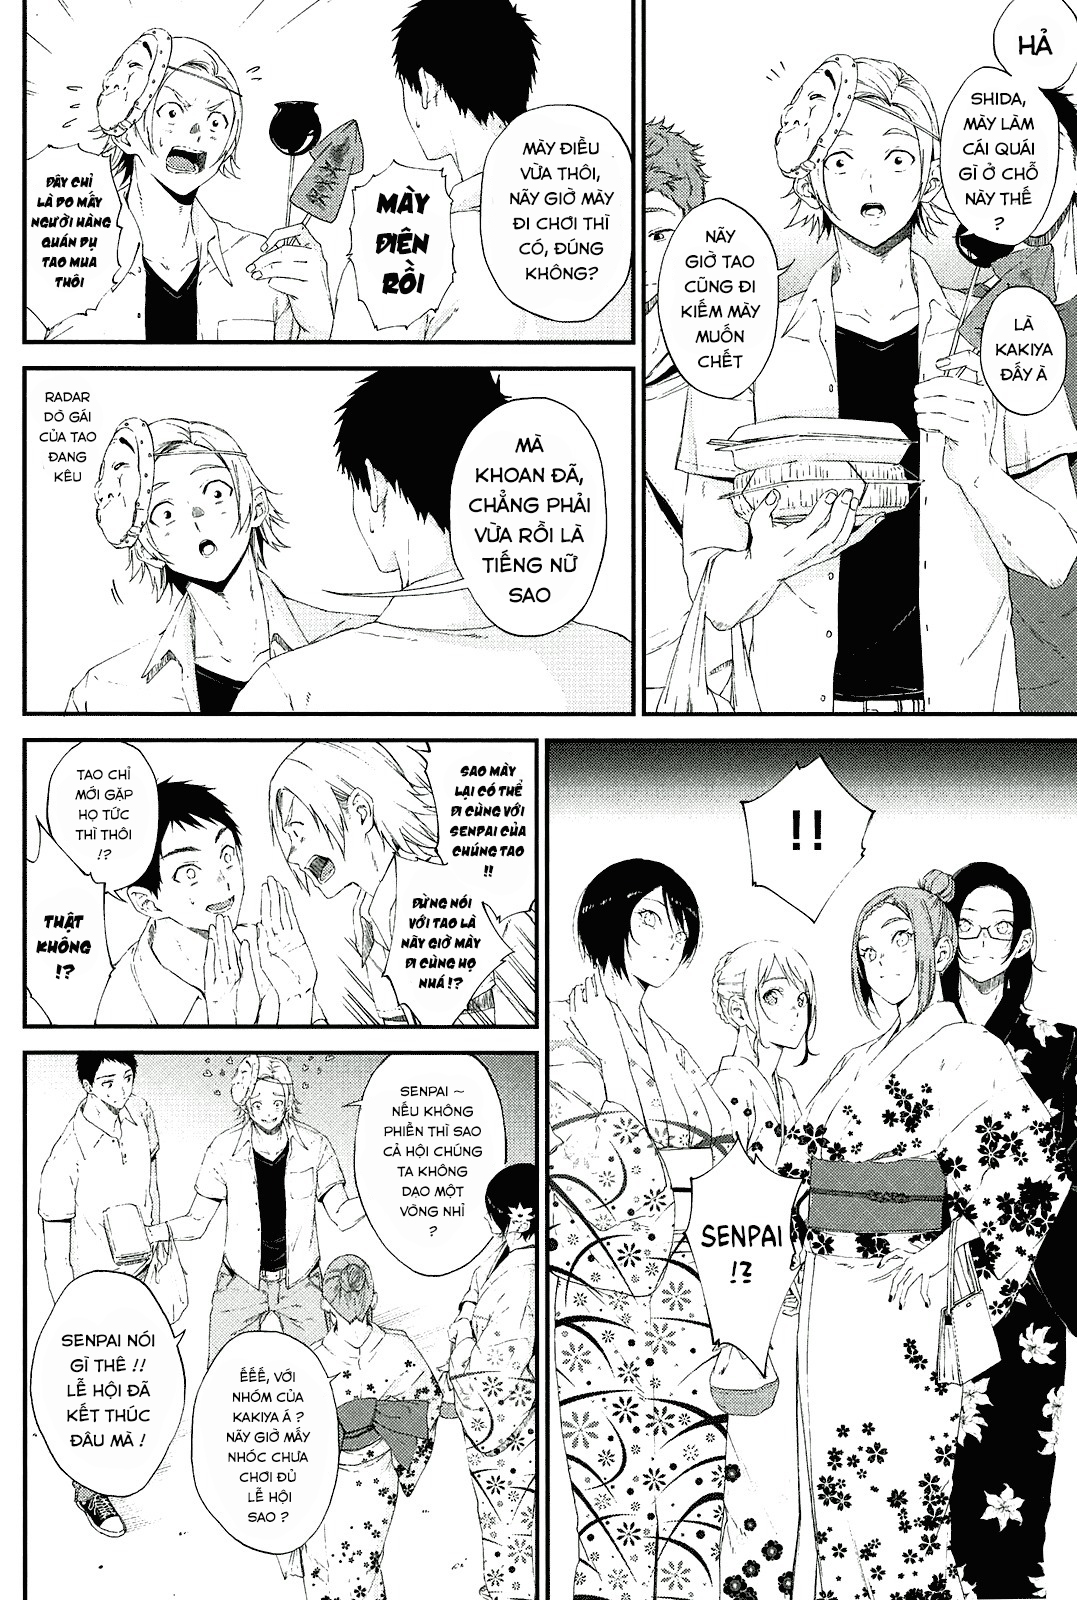 HẢ
SHIDA,
MÀY LÀM
CÁI QUÁI
GÌ Ở CHỖ
NÀY THẾ
?
LÀ
KAKIYA
ĐẤY À
NÃY
GIỜ TAO
CŨNG ĐI
KIẾM MÀY
MUỐN
CHẾT
MÀY ĐIỀU
VỪA THÔI,
NÃY GIỜ MÀY
ĐI CHƠI THÌ
CÓ, ĐÚNG
KHÔNG?
MÀY
ĐIÊN
RỒI
ĐÂY CHỈ
LÀ DO MẤY
NGƯỜI HÀNG
QUÁN DỤ
TAO MUA
THÔI
MÀ
KHOAN ĐÃ,
CHẲNG PHẢI
VỪA RỒI LÀ
TIẾNG NỮ
SAO
RADAR
DÒ GÁI
CỦA TAO
ĐANG
KÊU
!!
SENPAI
!?
SAO MÀY
LẠI CÓ THỂ
ĐI CÙNG VỚI
SENPAI CỦA
CHÚNG TAO
!!
ĐỪNG NÓI
VỚI TAO LÀ
NÃY GIỜ MÀY
ĐI CÙNG HỌ
NHÁ!?
TAO CHỈ
MỚI GẶP
HỌ TỨC
THÌ THÔI
!?
THẬT
KHÔNG
!?
SENPAI ~
NẾU KHÔNG
PHIỀN THÌ SAO
CẢ HỘI CHÚNG
TA KHÔNG
DẠO MỘT
VÒNG NHỈ
?
ẾẾẾ, VỚI
NHÓM CỦA
KAKIYA Á ?
NÃY GIỜ MẤY
NHÓC CHƯA
CHƠI ĐỦ
LỄ HỘI
SAO ?
SENPAI NÓI
GÌ THẾ !!
LỄ HỘI ĐÃ
KẾT THÚC
ĐÂU MÀ !